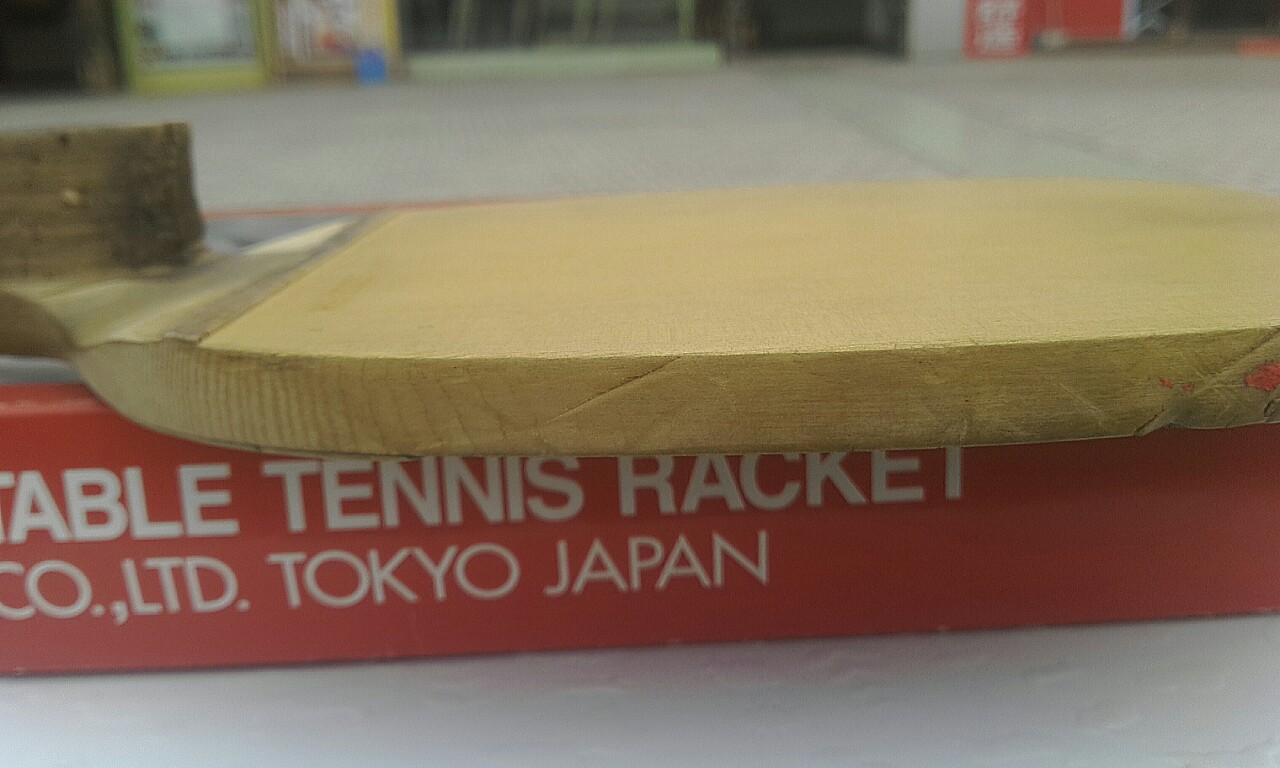 TABLE TENNIS RACKET
CO.,LTD. TOKYO JAPAN